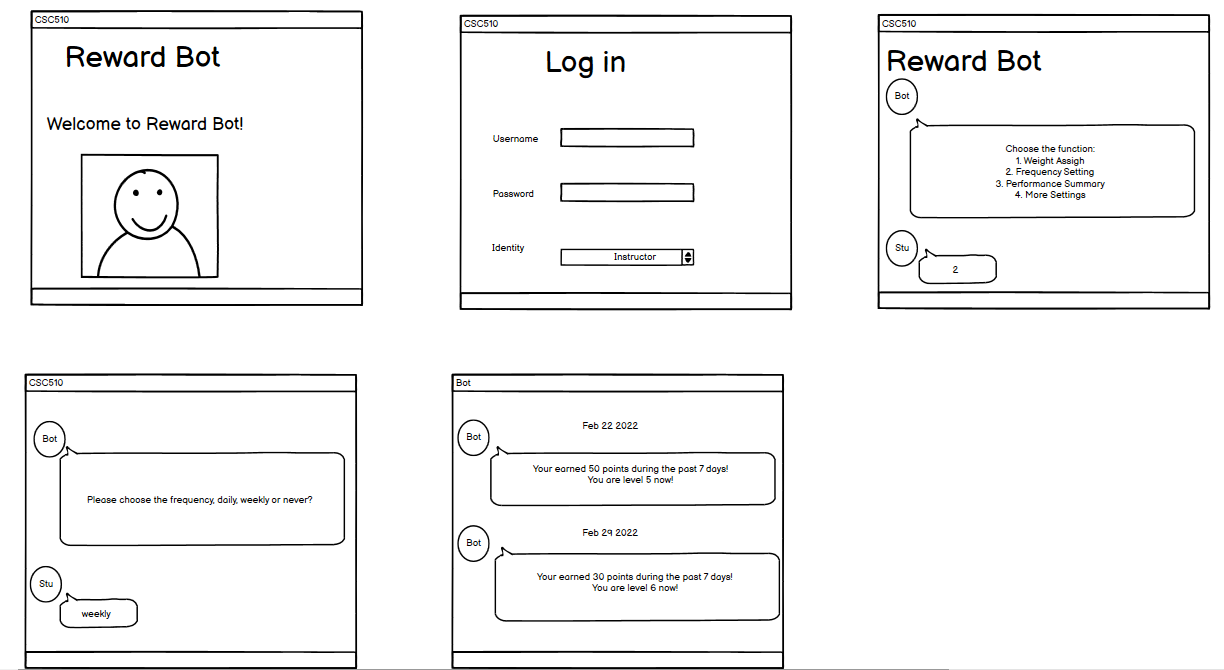 CSC510
Reward Bot
Welcome to Reward Bot!
CSC510
Log in
Username
Password
Identity
Instructor
CSC510
Reward Bot
Bot
Choose the function:
1. Weight Assigh
2. Frequency Setting
3. Performance Summary
4. More Settings
Stu
2
CSC510
Bot
Please choose the frequency, daily, weekly or never?
Stu
weekly
Bot
Feb 22 2022
Bot
Your earned 50 points during the past 7 days!
You are level 5 now!
Feb 29 2022
Bot
Your earned 30 points during the past 7 days!
You are level 6 now!